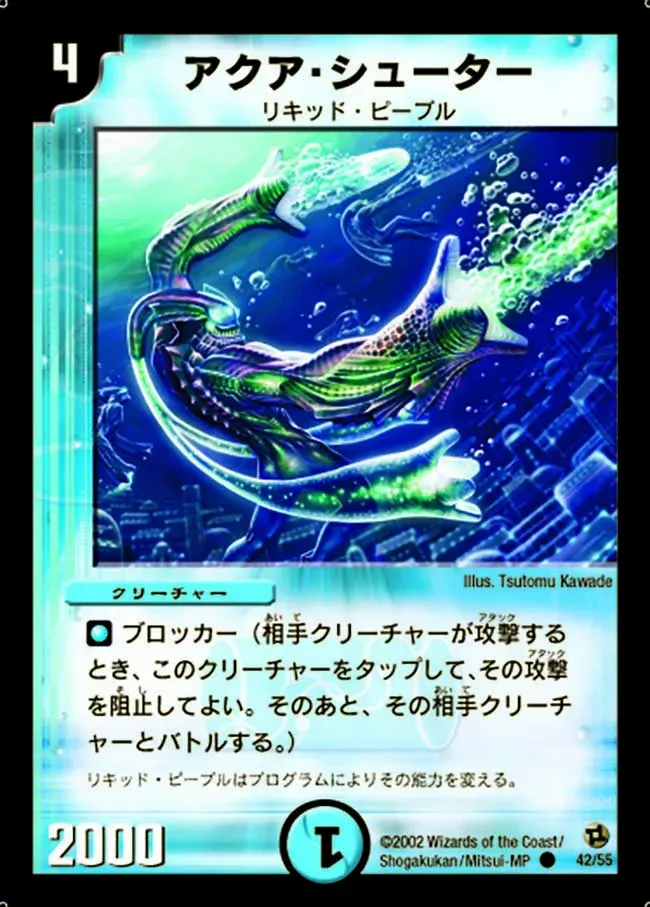 4
アクア・シューター
リキッド・ピープル
Illus. Tsutomu Kawade
クリーチャー
ブロッカー（相手クリーチャーが攻撃する
とき、このクリーチャーをタップして、その攻撃
を阻止してよい。そのあと、その相手クリーチ
ャーとバトルする。）
リキッド・ピープルはプログラムによりその能力を変える。
2000
1
©2002 Wizards of the Coast/
Shogakukan/Mitsui-MP
42/55